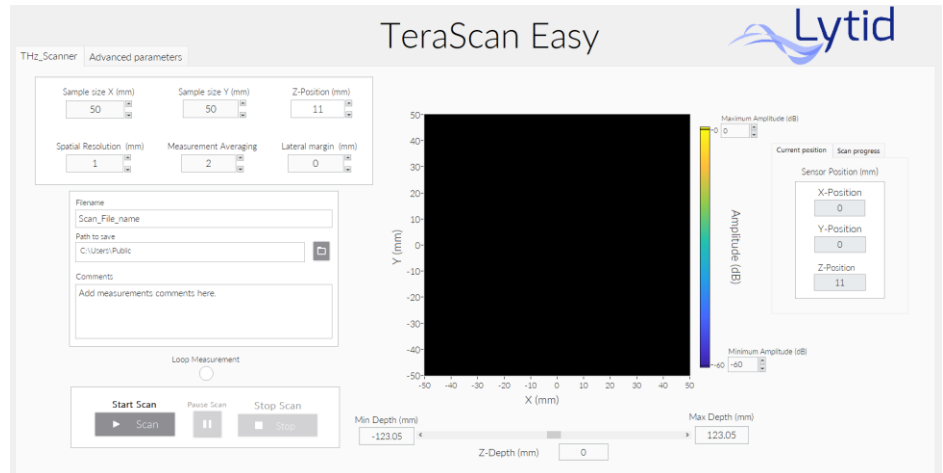 TeraScan Easy
Lytid
THz_Scanner Advanced parameters
Sample size X (mm) Sample size Y (mm) Z-Position (mm)
50 50 11
Spatial Resolution (mm) Measurement Averaging Lateral margin (mm)
1 2 0
Filename
Scan_File_name
Path to save
C:\Users\Public
Comments
Add measurements comments here.
Loop Measurement
Start Scan Pause Scan Stop Scan
Scan Stop
50
40
30
20
10
0
-10
-20
-30
-40
-50
Y (mm)
-50 -40 -30 -20 -10 0 10 20 30 40 50
X (mm)
Maximum Amplitude (dB)
-0 0
Amplitude (dB)
Minimum Amplitude (dB)
-60 -60
Min Depth (mm) Max Depth (mm)
-123.05 123.05
Z-Depth (mm) 0
Current position Scan progress
Sensor Position (mm)
X-Position
0
Y-Position
0
Z-Position
11